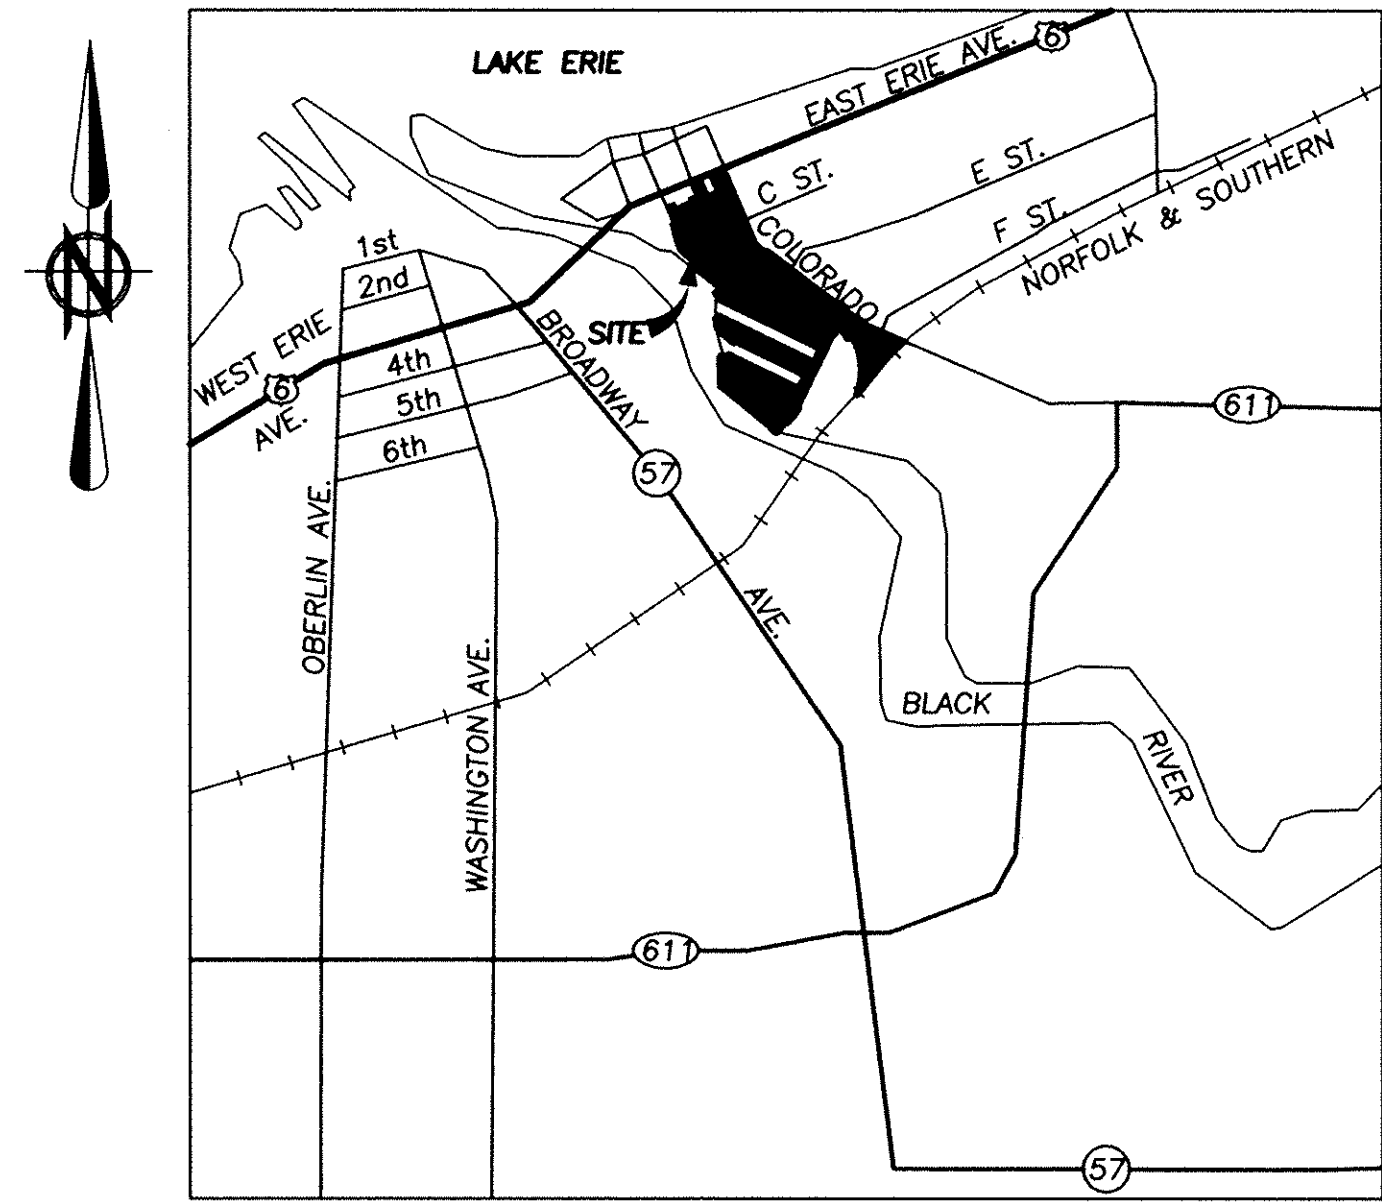 LAKE ERIE
6
EAST ERIE AVE.
C ST.
E ST.
F ST.
NORFOLK & SOUTHERN
COLORADO
N
1st
2nd
SITE
BROADWAY
WEST ERIE
6
AVE.
4th
5th
6th
611
57
OBERLIN AVE.
AVE.
WASHINGTON AVE.
BLACK
RIVER
611
57